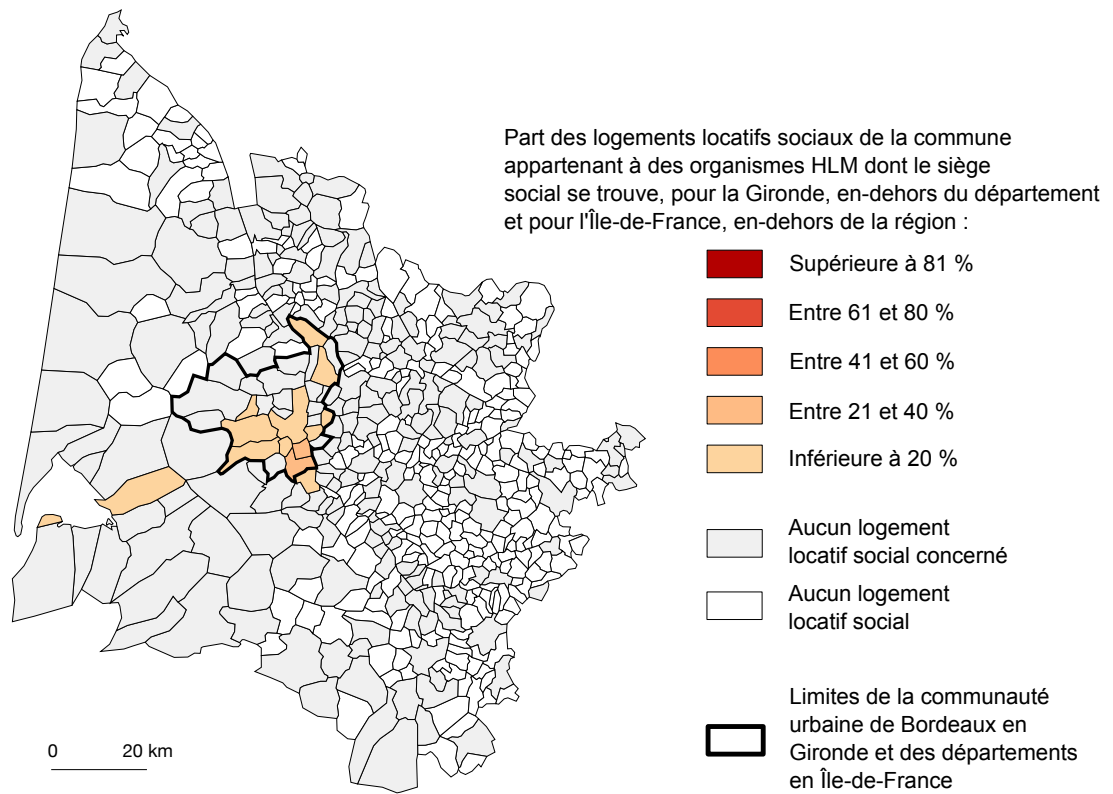 Part des logements locatifs sociaux de la commune
appartenant à des organismes HLM dont le siège
social se trouve, pour la Gironde, en-dehors du département
et pour l'Île-de-France, en-dehors de la région :
Supérieure à 81 %
Entre 61 et 80 %
Entre 41 et 60 %
Entre 21 et 40 %
Inférieure à 20 %
Aucun logement
locatif social concerné
Aucun logement
locatif social
Limites de la communauté
urbaine de Bordeaux en
Gironde et des départements
en Île-de-France
0 20 km